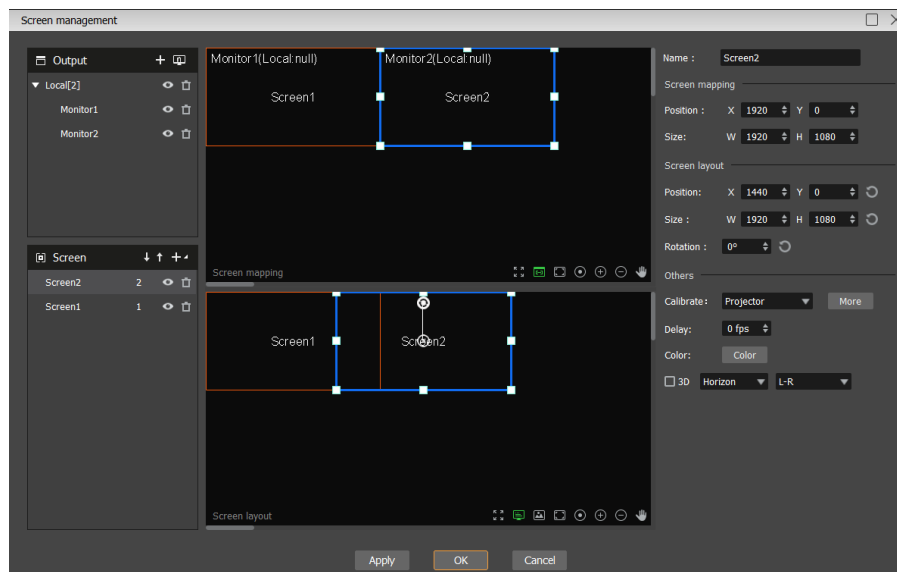 Screen management
Output
Local[2]
Monitor1
Monitor2
Screen
Screen2 2
Screen1 1
Monitor1(Local:null) Monitor2(Local:null)
Screen1 Screen2
Screen mapping
Screen1 Screen2
Screen layout
Name : Screen2
Screen mapping
Position : X 1920 Y 0
Size: W 1920 H 1080
Screen layout
Position: X 1440 Y 0
Size : W 1920 H 1080
Rotation : 0º
Others
Calibrate: Projector More
Delay: 0 fps
Color: Color
3D Horizon L-R
Apply OK Cancel